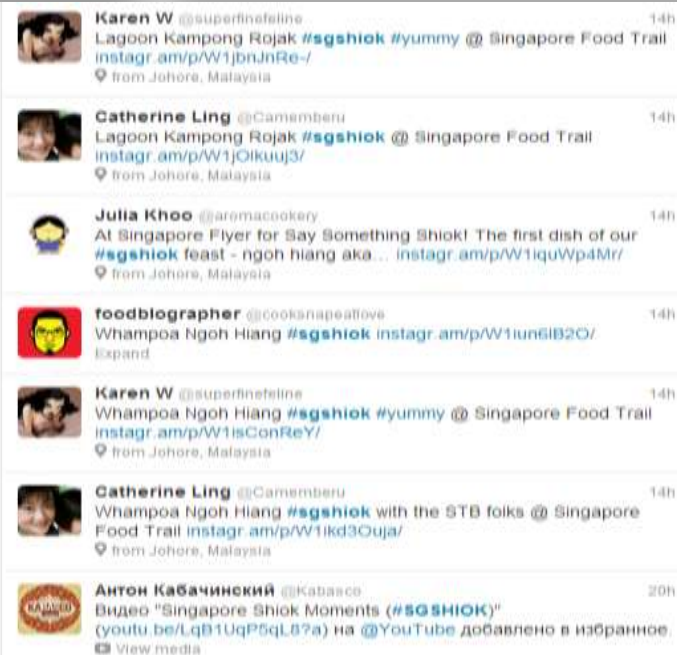 Karen W @superfinefeline 14h
Lagoon Kampong Rojak #sgshiok #yummy @ Singapore Food Trail
instagr.am/p/W1jbnJnRe-/
from Johore, Malaysia
Catherine Ling @Camemberu 14h
Lagoon Kampong Rojak #sgshiok @ Singapore Food Trail
instagr.am/p/W1jOlkuuj3/
from Johore, Malaysia
Julia Khoo @aromacookery 14h
At Singapore Flyer for Say Something Shiok! The first dish of our
#sgshiok feast - ngoh hiang aka... instagr.am/p/W1iquWp4Mr/
from Johore, Malaysia
foodbiographer @cooksnapeatlove 14h
Whampoa Ngoh Hiang #sgshiok instagr.am/p/W1iun6lB2O/
Expand
Karen W @superfinefeline 14h
Whampoa Ngoh Hiang #sgshiok #yummy @ Singapore Food Trail
instagr.am/p/W1isConReY/
from Johore, Malaysia
Catherine Ling @Camemberu 14h
Whampoa Ngoh Hiang #sgshiok with the STB folks @ Singapore
Food Trail instagr.am/p/W1ikd3Ouja/
from Johore, Malaysia
Антон Кабачинский @Kabasco 20h
Видео "Singapore Shiok Moments (#SGSHIOK)"
(youtu.be/LqB1UqP5qL8?a) на @YouTube добавлено в избранное.
View media